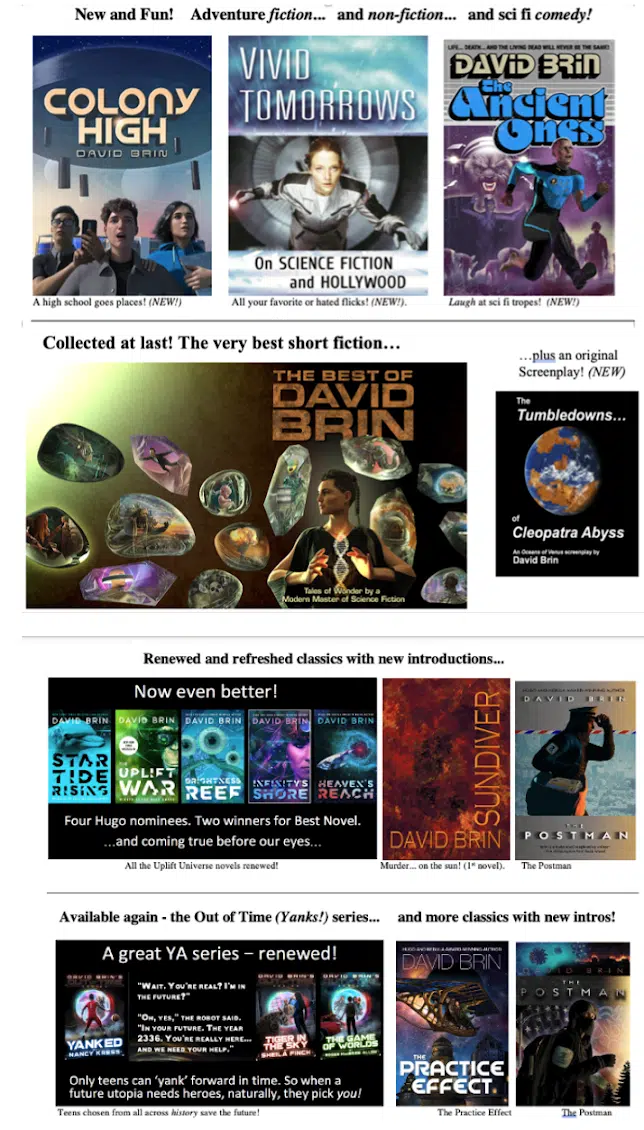 New and Fun! Adventure fiction... and non-fiction... and sci fi comedy!
COLONY
HIGH
DAVID BRIN
VIVID
TOMORROWS
On SCIENCE FICTION
and HOLLYWOOD
LIFE... DEATH... AND THE LIVING DEAD WILL NEVER BE THE SAME!
DAVID BRIN
The
Ancient
Ones
A high school goes places! (NEW!)
All your favorite or hated flicks! (NEW!).
Laugh at sci fi tropes! (NEW!)
Collected at last! The very best short fiction…
…plus an original
Screenplay! (NEW)
THE BEST OF
DAVID
BRIN
Tales of Wonder by a
Modern Master of Science Fiction
The
Tumbledowns...
of
Cleopatra Abyss
An Oceans of Venus screenplay by
David Brin
Renewed and refreshed classics with new introductions...
Now even better!
DAVID BRIN
STAR
TIDE
RISING
DAVID BRIN
THE
UPLIFT
WAR
DAVID BRIN
BRIGHTNESS
REEF
DAVID BRIN
INFINITY'S
SHORE
DAVID BRIN
HEAVEN'S
REACH
Four Hugo nominees. Two winners for Best Novel.
...and coming true before our eyes...
SUNDIVER
DAVID BRIN
DAVID BRIN
THE
POSTMAN
All the Uplift Universe novels renewed!
Murder... on the sun! (1st novel).
The Postman
Available again - the Out of Time (Yanks!) series... and more classics with new intros!
A great YA series – renewed!
DAVID BRIN'S
YANKED
NANCY KRESS
"WAIT. YOU'RE REAL? I'M IN
THE FUTURE?"
"OH, YES," THE ROBOT SAID.
"IN YOUR FUTURE. THE YEAR
2336. YOU'RE REALLY HERE...
AND WE NEED YOUR HELP."
DAVID BRIN'S
TIGER IN
THE SKY
SHEILA FINCH
DAVID BRIN'S
THE GAME
OF WORLDS
Only teens can 'yank' forward in time. So when a
future utopia needs heroes, naturally, they pick you!
HUGO AND NEBULA AWARD WINNING AUTHOR
DAVID BRIN
THE
PRACTICE
EFFECT
DAVID BRIN
THE
POSTMAN
Teens chosen from all across history save the future!
The Practice Effect
The Postman